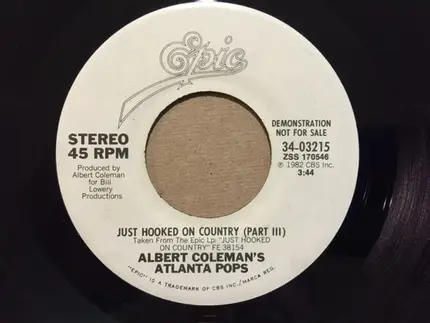 Epic
STEREO
45 RPM
Produced by
Albert Coleman
for Bill
Lowery
Productions
DEMONSTRATION
NOT FOR SALE
34-03215
ZSS 170546
℗ 1982 CBS Inc.
3:44
JUST HOOKED ON COUNTRY (PART III)
Taken From The Epic Lp: "JUST HOOKED
ON COUNTRY" FE 38154
ALBERT COLEMAN'S
ATLANTA POPS
"EPIC" IS A TRADEMARK OF CBS INC./MARCA REG.